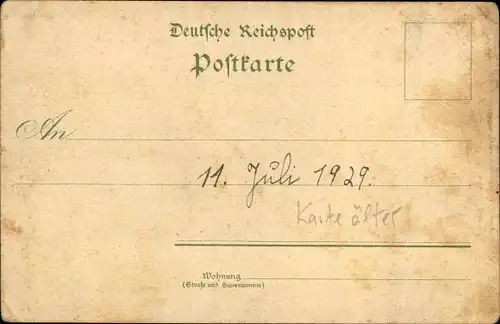 Deutsche Reichspost
Postkarte
An
11. Juli 1929.
Karte älter
Wohnung
(Straße und Hausnummer)